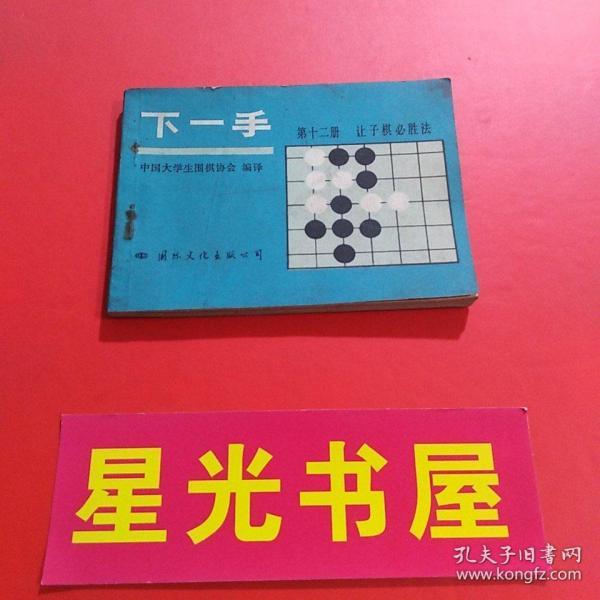 下一手
第十二册 让子棋必胜法
中国大学生围棋协会 编译
国际文化出版公司
星光书屋
孔夫子旧书网
www.kongfz.com